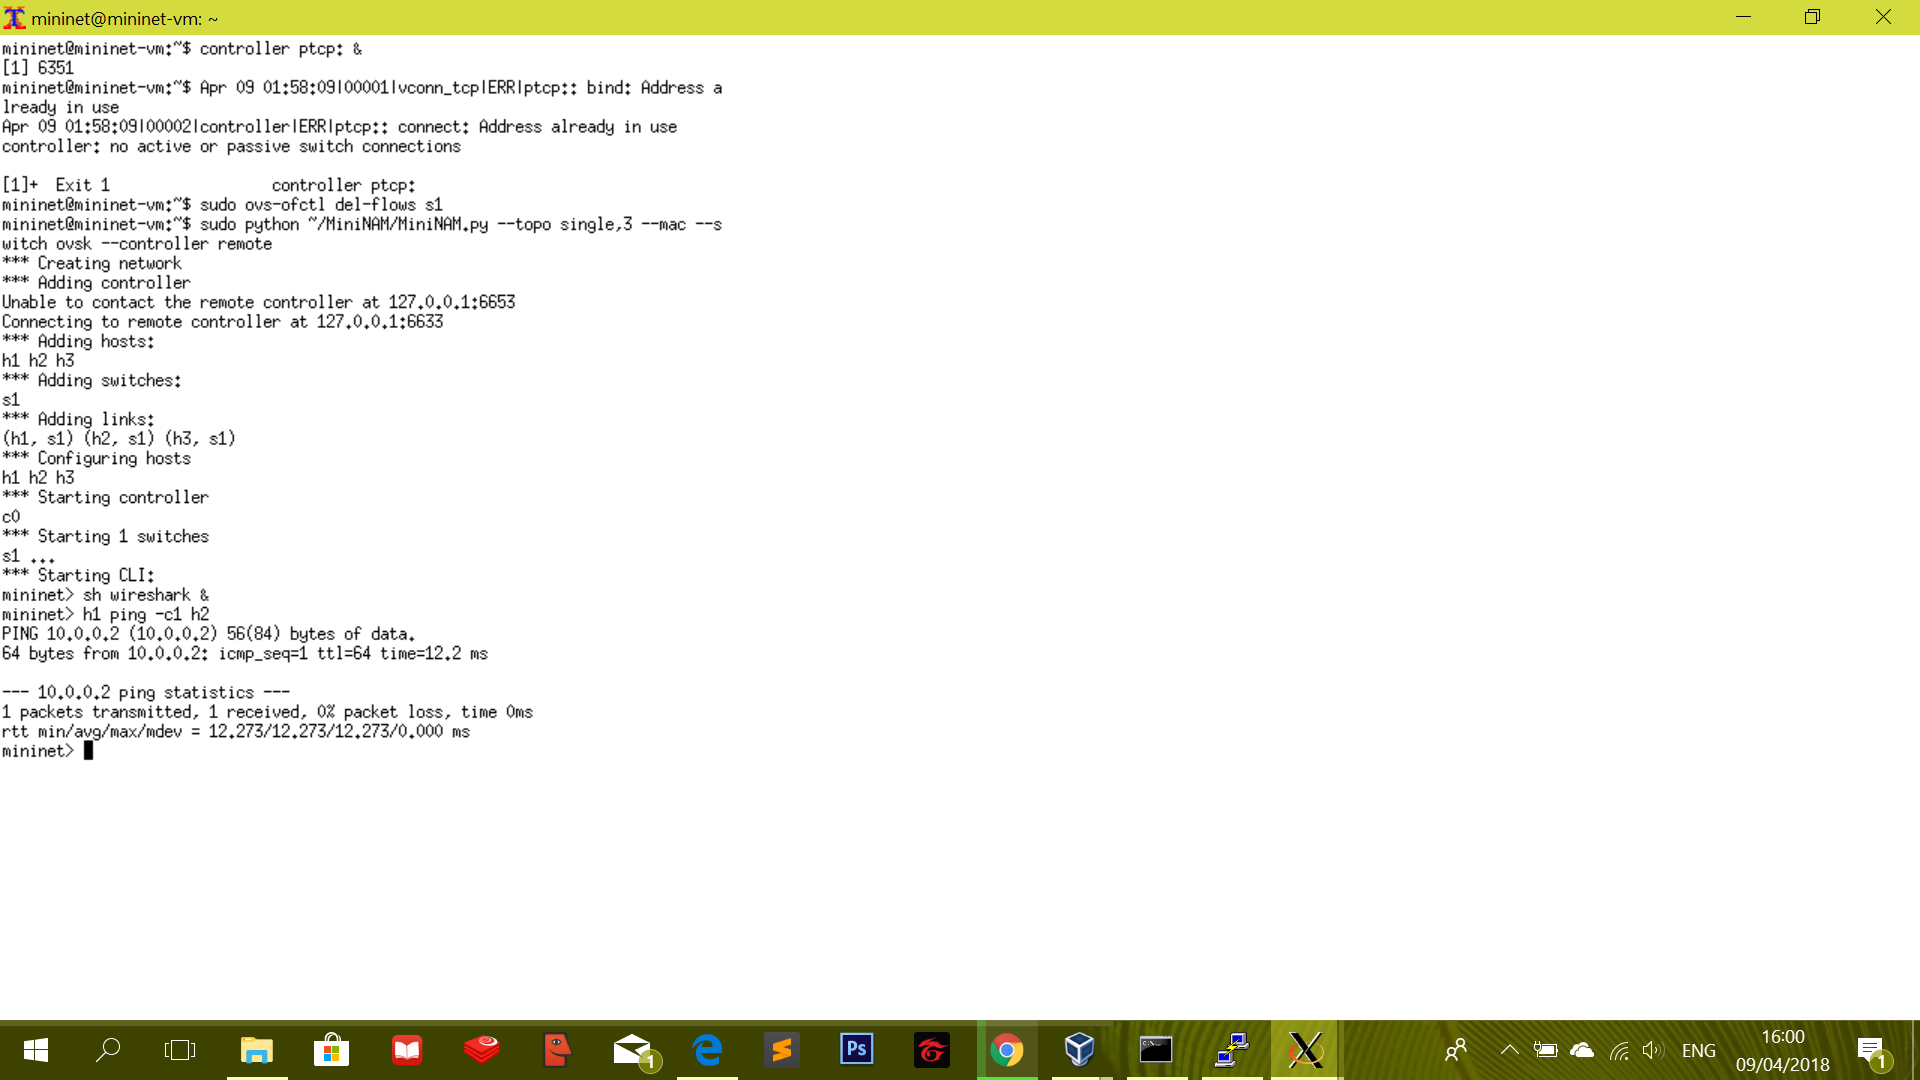 mininet@mininet-vm: ~
mininet@mininet-vm:~$ controller ptcp: &
[1] 6351
mininet@mininet-vm:~$ Apr 09 01:58:09|00001|vconn_tcp|ERR|ptcp:: bind: Address a
lready in use
Apr 09 01:58:09|00002|controller|ERR|ptcp:: connect: Address already in use
controller: no active or passive switch connections
[1]+  Exit 1                  controller ptcp:
mininet@mininet-vm:~$ sudo ovs-ofctl del-flows s1
mininet@mininet-vm:~$ sudo python ~/MiniNAM/MiniNAM.py --topo single,3 --mac --s
witch ovsk --controller remote
*** Creating network
*** Adding controller
Unable to contact the remote controller at 127.0.0.1:6653
Connecting to remote controller at 127.0.0.1:6633
*** Adding hosts:
h1 h2 h3
*** Adding switches:
s1
*** Adding links:
(h1, s1) (h2, s1) (h3, s1)
*** Configuring hosts
h1 h2 h3
*** Starting controller
c0
*** Starting 1 switches
s1 ...
*** Starting CLI:
mininet> sh wireshark &
mininet> h1 ping -c1 h2
PING 10.0.0.2 (10.0.0.2) 56(84) bytes of data.
64 bytes from 10.0.0.2: icmp_seq=1 ttl=64 time=12.2 ms
--- 10.0.0.2 ping statistics ---
1 packets transmitted, 1 received, 0% packet loss, time 0ms
rtt min/avg/max/mdev = 12.273/12.273/12.273/0.000 ms
mininet>
1
Ps
ENG
16:00
09/04/2018
1